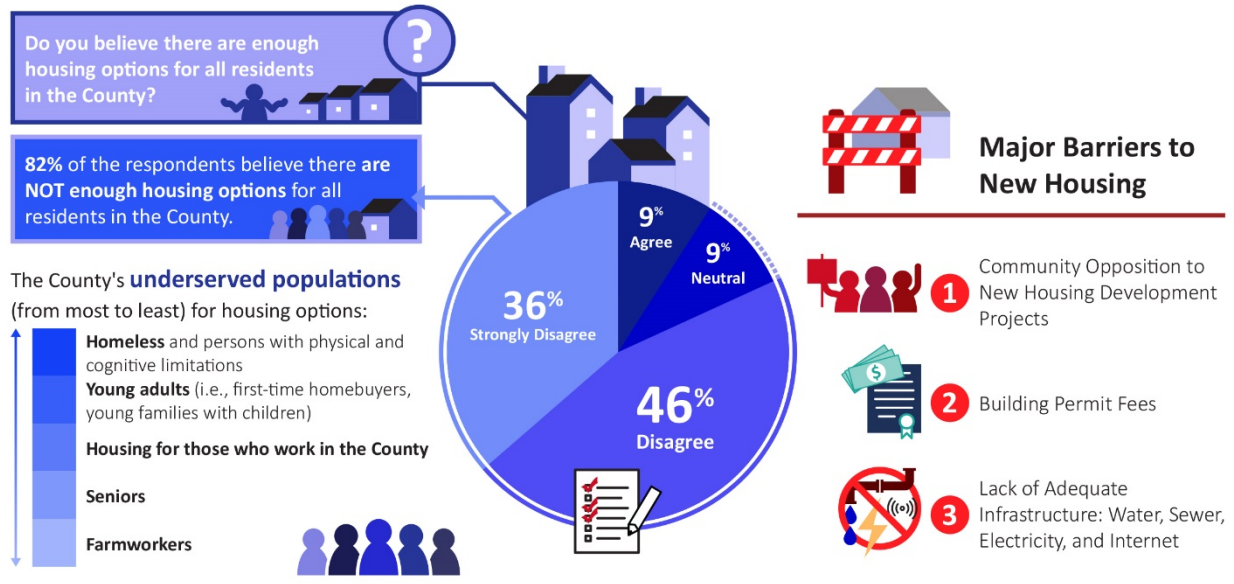 Do you believe there are enough
housing options for all residents
in the County?
?
82% of the respondents believe there are
NOT enough housing options for all
residents in the County.
The County's underserved populations
(from most to least) for housing options:
Homeless and persons with physical and
cognitive limitations
Young adults (i.e., first-time homebuyers,
young families with children)
Housing for those who work in the County
Seniors
Farmworkers
9%
Agree
9%
Neutral
36%
Strongly Disagree
46%
Disagree
Major Barriers to
New Housing
1
Community Opposition to
New Housing Development
Projects
$
2
Building Permit Fees
3
Lack of Adequate
Infrastructure: Water, Sewer,
Electricity, and Internet